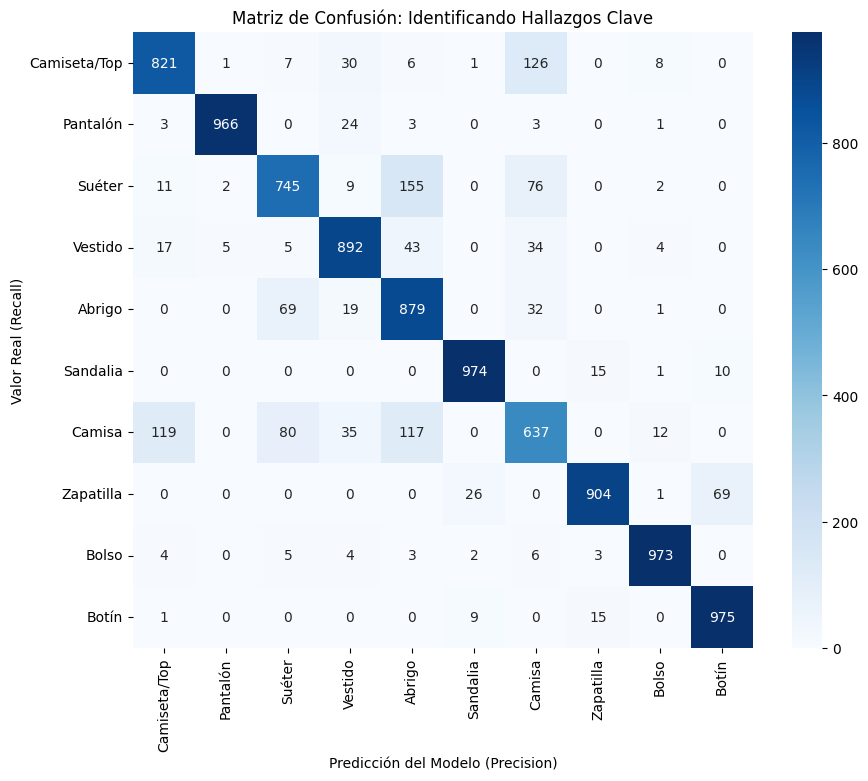 Matriz de Confusión: Identificando Hallazgos Clave
Valor Real (Recall)
Camiseta/Top 821 1 7 30 6 1 126 0 8 0
Pantalón 3 966 0 24 3 0 3 0 1 0
Suéter 11 2 745 9 155 0 76 0 2 0
Vestido 17 5 5 892 43 0 34 0 4 0
Abrigo 0 0 69 19 879 0 32 0 1 0
Sandalia 0 0 0 0 0 974 0 15 1 10
Camisa 119 0 80 35 117 0 637 0 12 0
Zapatilla 0 0 0 0 0 26 0 904 1 69
Bolso 4 0 5 4 3 2 6 3 973 0
Botín 1 0 0 0 0 9 0 15 0 975
Camiseta/Top Pantalón Suéter Vestido Abrigo Sandalia Camisa Zapatilla Bolso Botín
Predicción del Modelo (Precision)
800
600
400
200
0